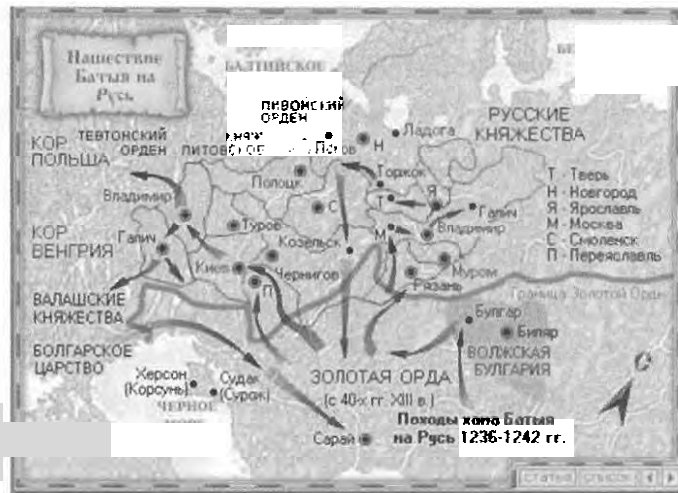 Нашествие
Батыя на
Русь
БАЛТИЙСКОЕ
ЛИВОНСКИЙ
ОРДЕН
ТЕВТОНСКИЙ
ОРДЕН
Ладога
Н
РУССКИЕ
КНЯЖЕСТВА
КОР
ПОЛЬША
Полоцк
Торжок
Т
Я
Галич
Владимир
Владимир
С
Т - Тверь
Н - Новгород
Я - Ярославль
М - Москва
С - Смоленск
П - Переяславль
КОР
ВЕНГРИЯ
Галич
Туров
Козельск
М
Муром
Киев
Чернигов
П
Рязань
Граница Золотой Орды
ВАЛАШСКИЕ
КНЯЖЕСТВА
Булгар
Биляр
БОЛГАРСКОЕ
ЦАРСТВО
ВОЛЖСКАЯ
БУЛГАРИЯ
Херсон
(Корсунь)
Судак
(Сурож)
ЗОЛОТАЯ ОРДА
(с 40-х гг. XIII в.)
ЧЕРНОЕ
Сарай
Походы хана Батыя
на Русь 1236-1242 гг.
статья
список